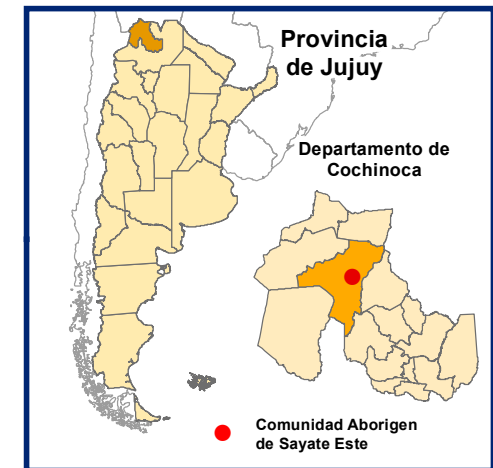 Provincia
de Jujuy
Departamento de
Cochinoca
Comunidad Aborigen
de Sayate Este